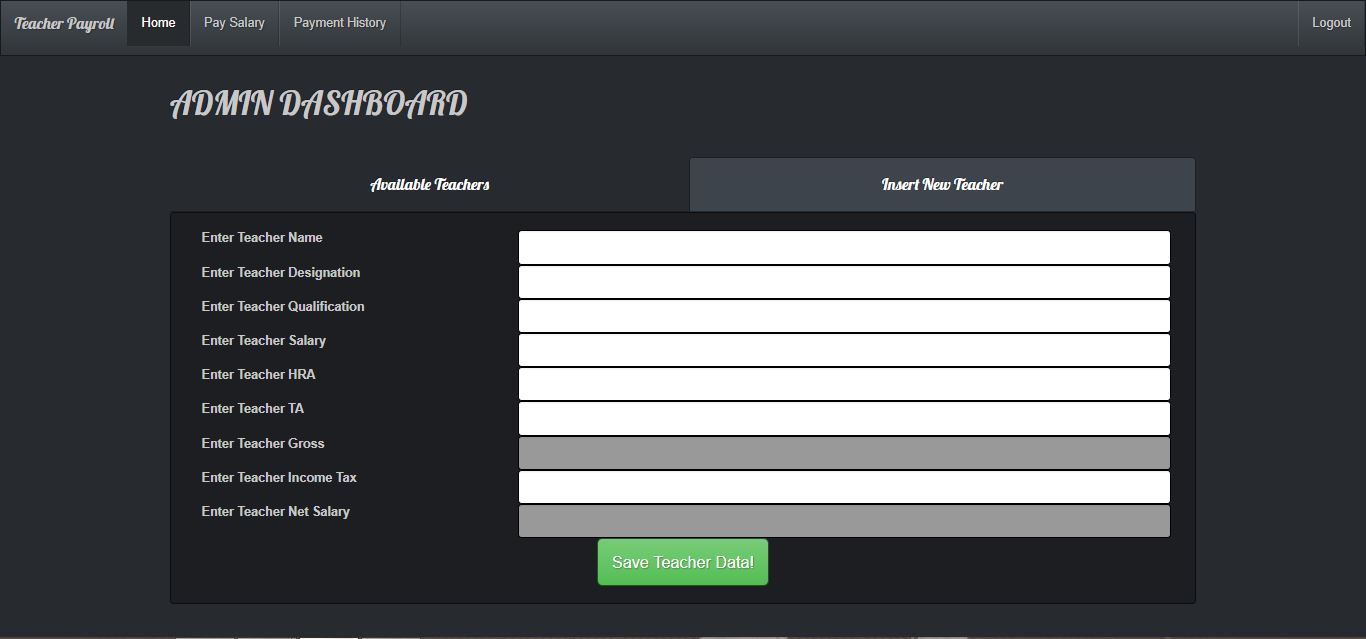 Teacher Payroll Home Pay Salary Payment History Logout
ADMIN DASHBOARD
Available Teachers Insert New Teacher
Enter Teacher Name
Enter Teacher Designation
Enter Teacher Qualification
Enter Teacher Salary
Enter Teacher HRA
Enter Teacher TA
Enter Teacher Gross
Enter Teacher Income Tax
Enter Teacher Net Salary
Save Teacher Data!